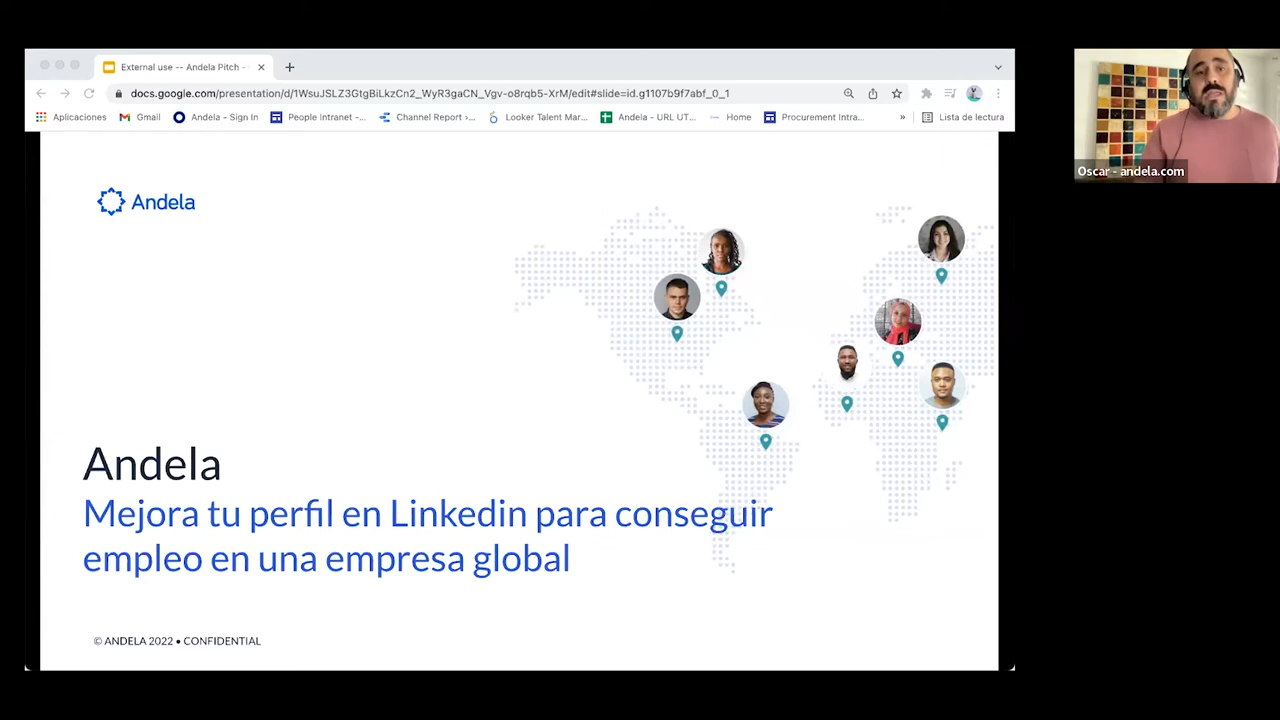 External use -- Andela Pitch -
docs.google.com/presentation/d/1WsuJSLZ3GtgBiLkzCn2_WyR3gaCN_Vgv-o8rqb5-XrM/edit#slide=id.g1107b9f7abf_0_1
Aplicaciones Gmail Andela - Sign In People Intranet -... Channel Report ›... Looker Talent Mar... Andela - URL UT... Home Procurement Intra... » Lista de lectura
Oscar - andela.com
Andela
Andela
Mejora tu perfil en Linkedin para conseguir
empleo en una empresa global
© ANDELA 2022 • CONFIDENTIAL